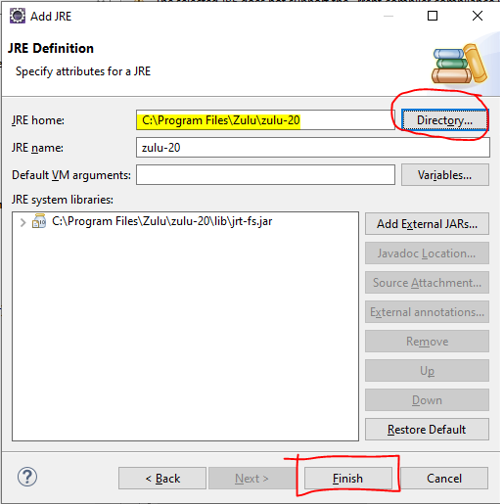 Add JRE
JRE Definition
Specify attributes for a JRE
JRE home:
C:\Program Files\Zulu\zulu-20
Directory...
JRE name:
zulu-20
Default VM arguments:
Variables...
JRE system libraries:
C:\Program Files\Zulu\zulu-20\lib\jrt-fs.jar
Add External JARs...
Javadoc Location...
Source Attachment...
External annotations...
Remove
Up
Down
Restore Default
?
< Back
Next >
Finish
Cancel